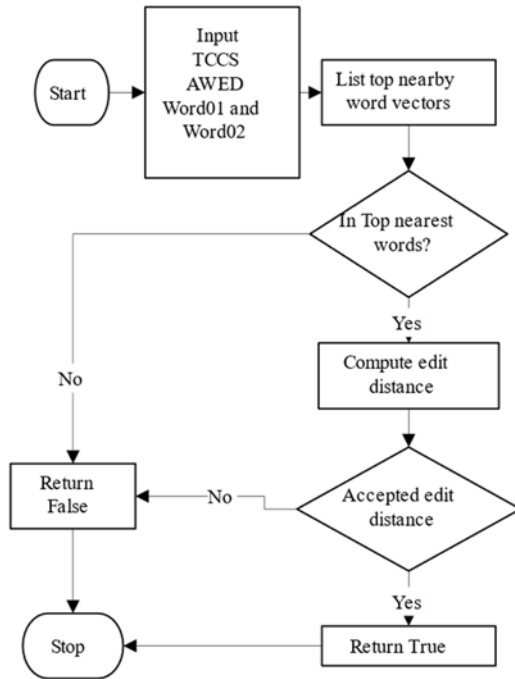 Start
Input
TCCS
AWED
Word01 and
Word02
List top nearby
word vectors
In Top nearest
words?
Yes
No
Compute edit
distance
Accepted edit
distance
No
Return
False
Yes
Return True
Stop